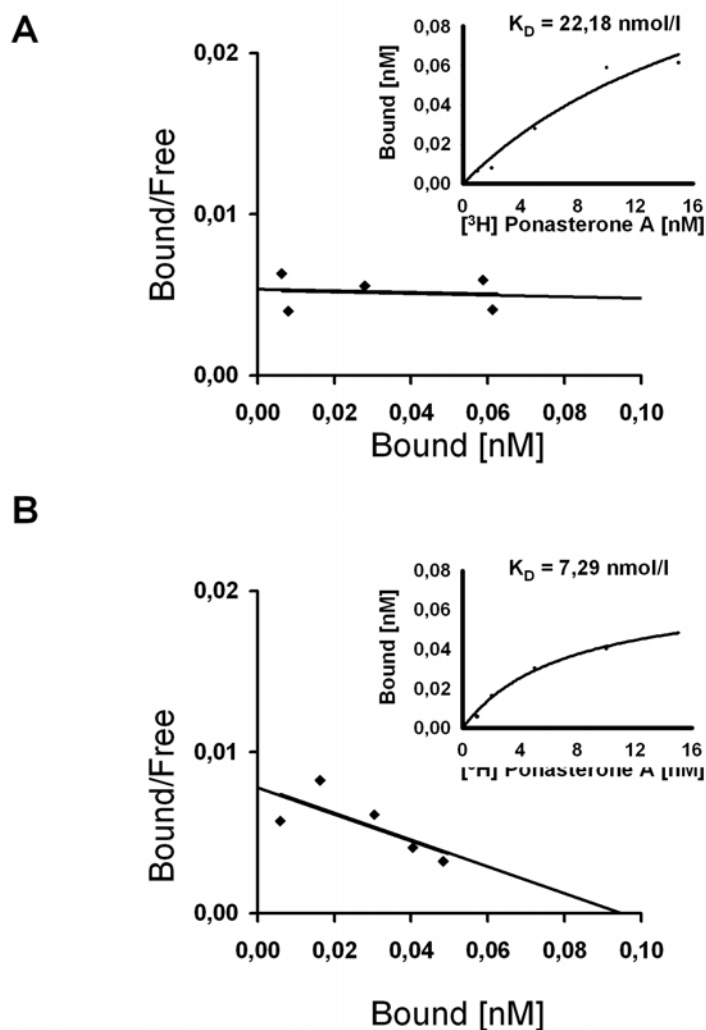 A
K_D = 22,18 nmol/l
Bound/Free
0,02
0,01
0,00
0,00 0,02 0,04 0,06 0,08 0,10
Bound [nM]
Bound [nM]
0,08
0,06
0,04
0,02
0,00
0 4 8 12 16
[³H] Ponasterone A [nM]
B
K_D = 7,29 nmol/l
Bound/Free
0,02
0,01
0,00
0,00 0,02 0,04 0,06 0,08 0,10
Bound [nM]
Bound [nM]
0,08
0,06
0,04
0,02
0,00
0 4 8 12 16
[³H] Ponasterone A [nM]